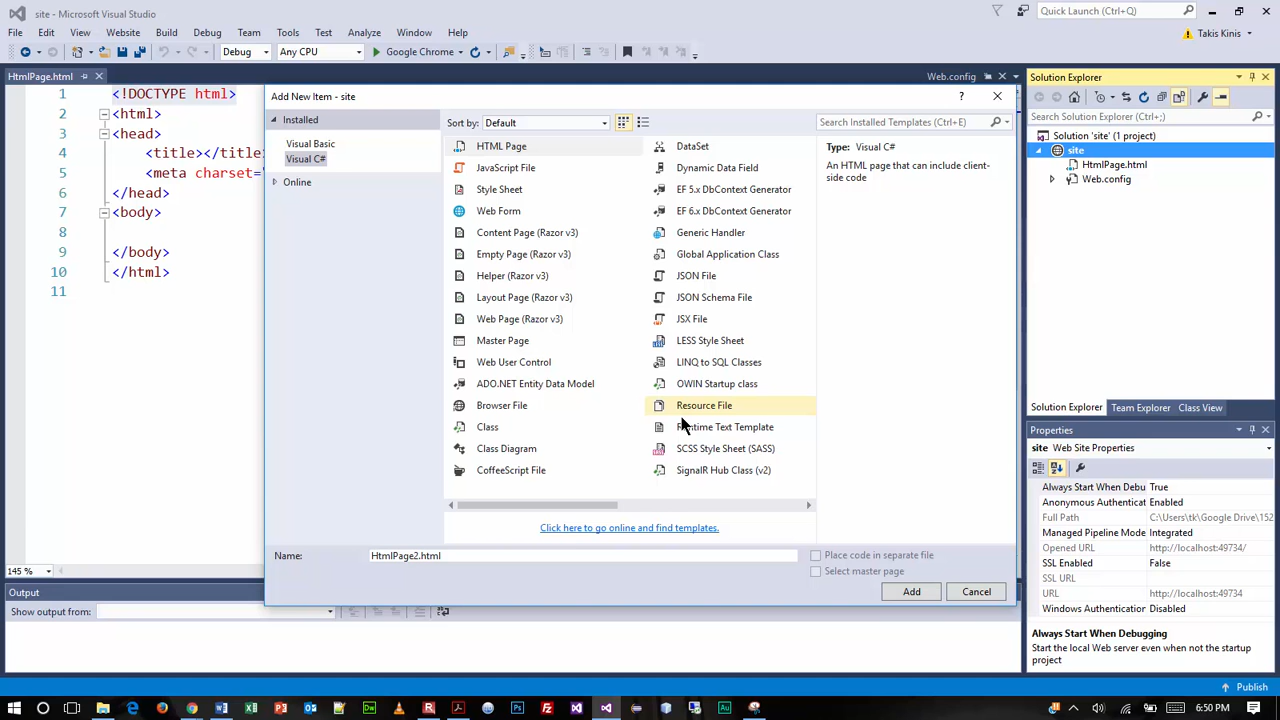 site - Microsoft Visual Studio
Quick Launch (Ctrl+Q)
File Edit View Website Build Debug Team Tools Test Analyze Window Help
Takis Kinis
Debug Any CPU Google Chrome
HtmlPage.html
Web.config
1 <!DOCTYPE html>
2 <html>
3 <head>
4 <title></title
5 <meta charset="
6 </head>
7 <body>
8
9 </body>
10 </html>
11
145 %
Add New Item - site
?
Installed
Visual Basic
Visual C#
Online
Sort by: Default
Search Installed Templates (Ctrl+E)
HTML Page
JavaScript File
Style Sheet
Web Form
Content Page (Razor v3)
Empty Page (Razor v3)
Helper (Razor v3)
Layout Page (Razor v3)
Web Page (Razor v3)
Master Page
Web User Control
ADO.NET Entity Data Model
Browser File
Class
Class Diagram
CoffeeScript File
DataSet
Dynamic Data Field
EF 5.x DbContext Generator
EF 6.x DbContext Generator
Generic Handler
Global Application Class
JSON File
JSON Schema File
JSX File
LESS Style Sheet
LINQ to SQL Classes
OWIN Startup class
Resource File
Runtime Text Template
SCSS Style Sheet (SASS)
SignalR Hub Class (v2)
Type: Visual C#
An HTML page that can include client-
side code
Click here to go online and find templates.
Name: HtmlPage2.html
Place code in separate file
Select master page
Add Cancel
Output
Show output from:
Solution Explorer
Search Solution Explorer (Ctrl+;)
Solution 'site' (1 project)
site
HtmlPage.html
Web.config
Solution Explorer Team Explorer Class View
Properties
site Web Site Properties
Always Start When Debu True
Anonymous Authenticat Enabled
Full Path C:\Users\tk\Google Drive\152
Managed Pipeline Mode Integrated
Opened URL http://localhost:49734/
SSL Enabled False
SSL URL
URL http://localhost:49734
Windows Authentication Disabled
Always Start When Debugging
Start the local Web server even when not the startup
project
Publish
6:50 PM